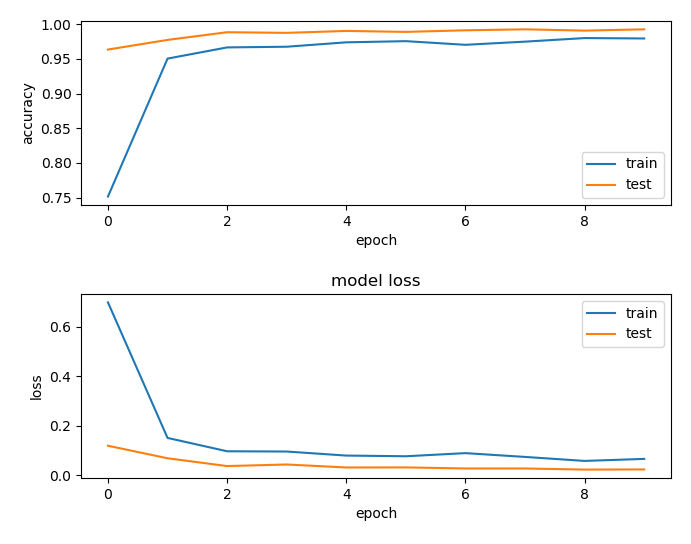 1.00
0.95
0.90
0.85
0.80
0.75
accuracy
train
test
0 2 4 6 8
epoch
model loss
0.6
0.4
0.2
0.0
loss
train
test
0 2 4 6 8
epoch